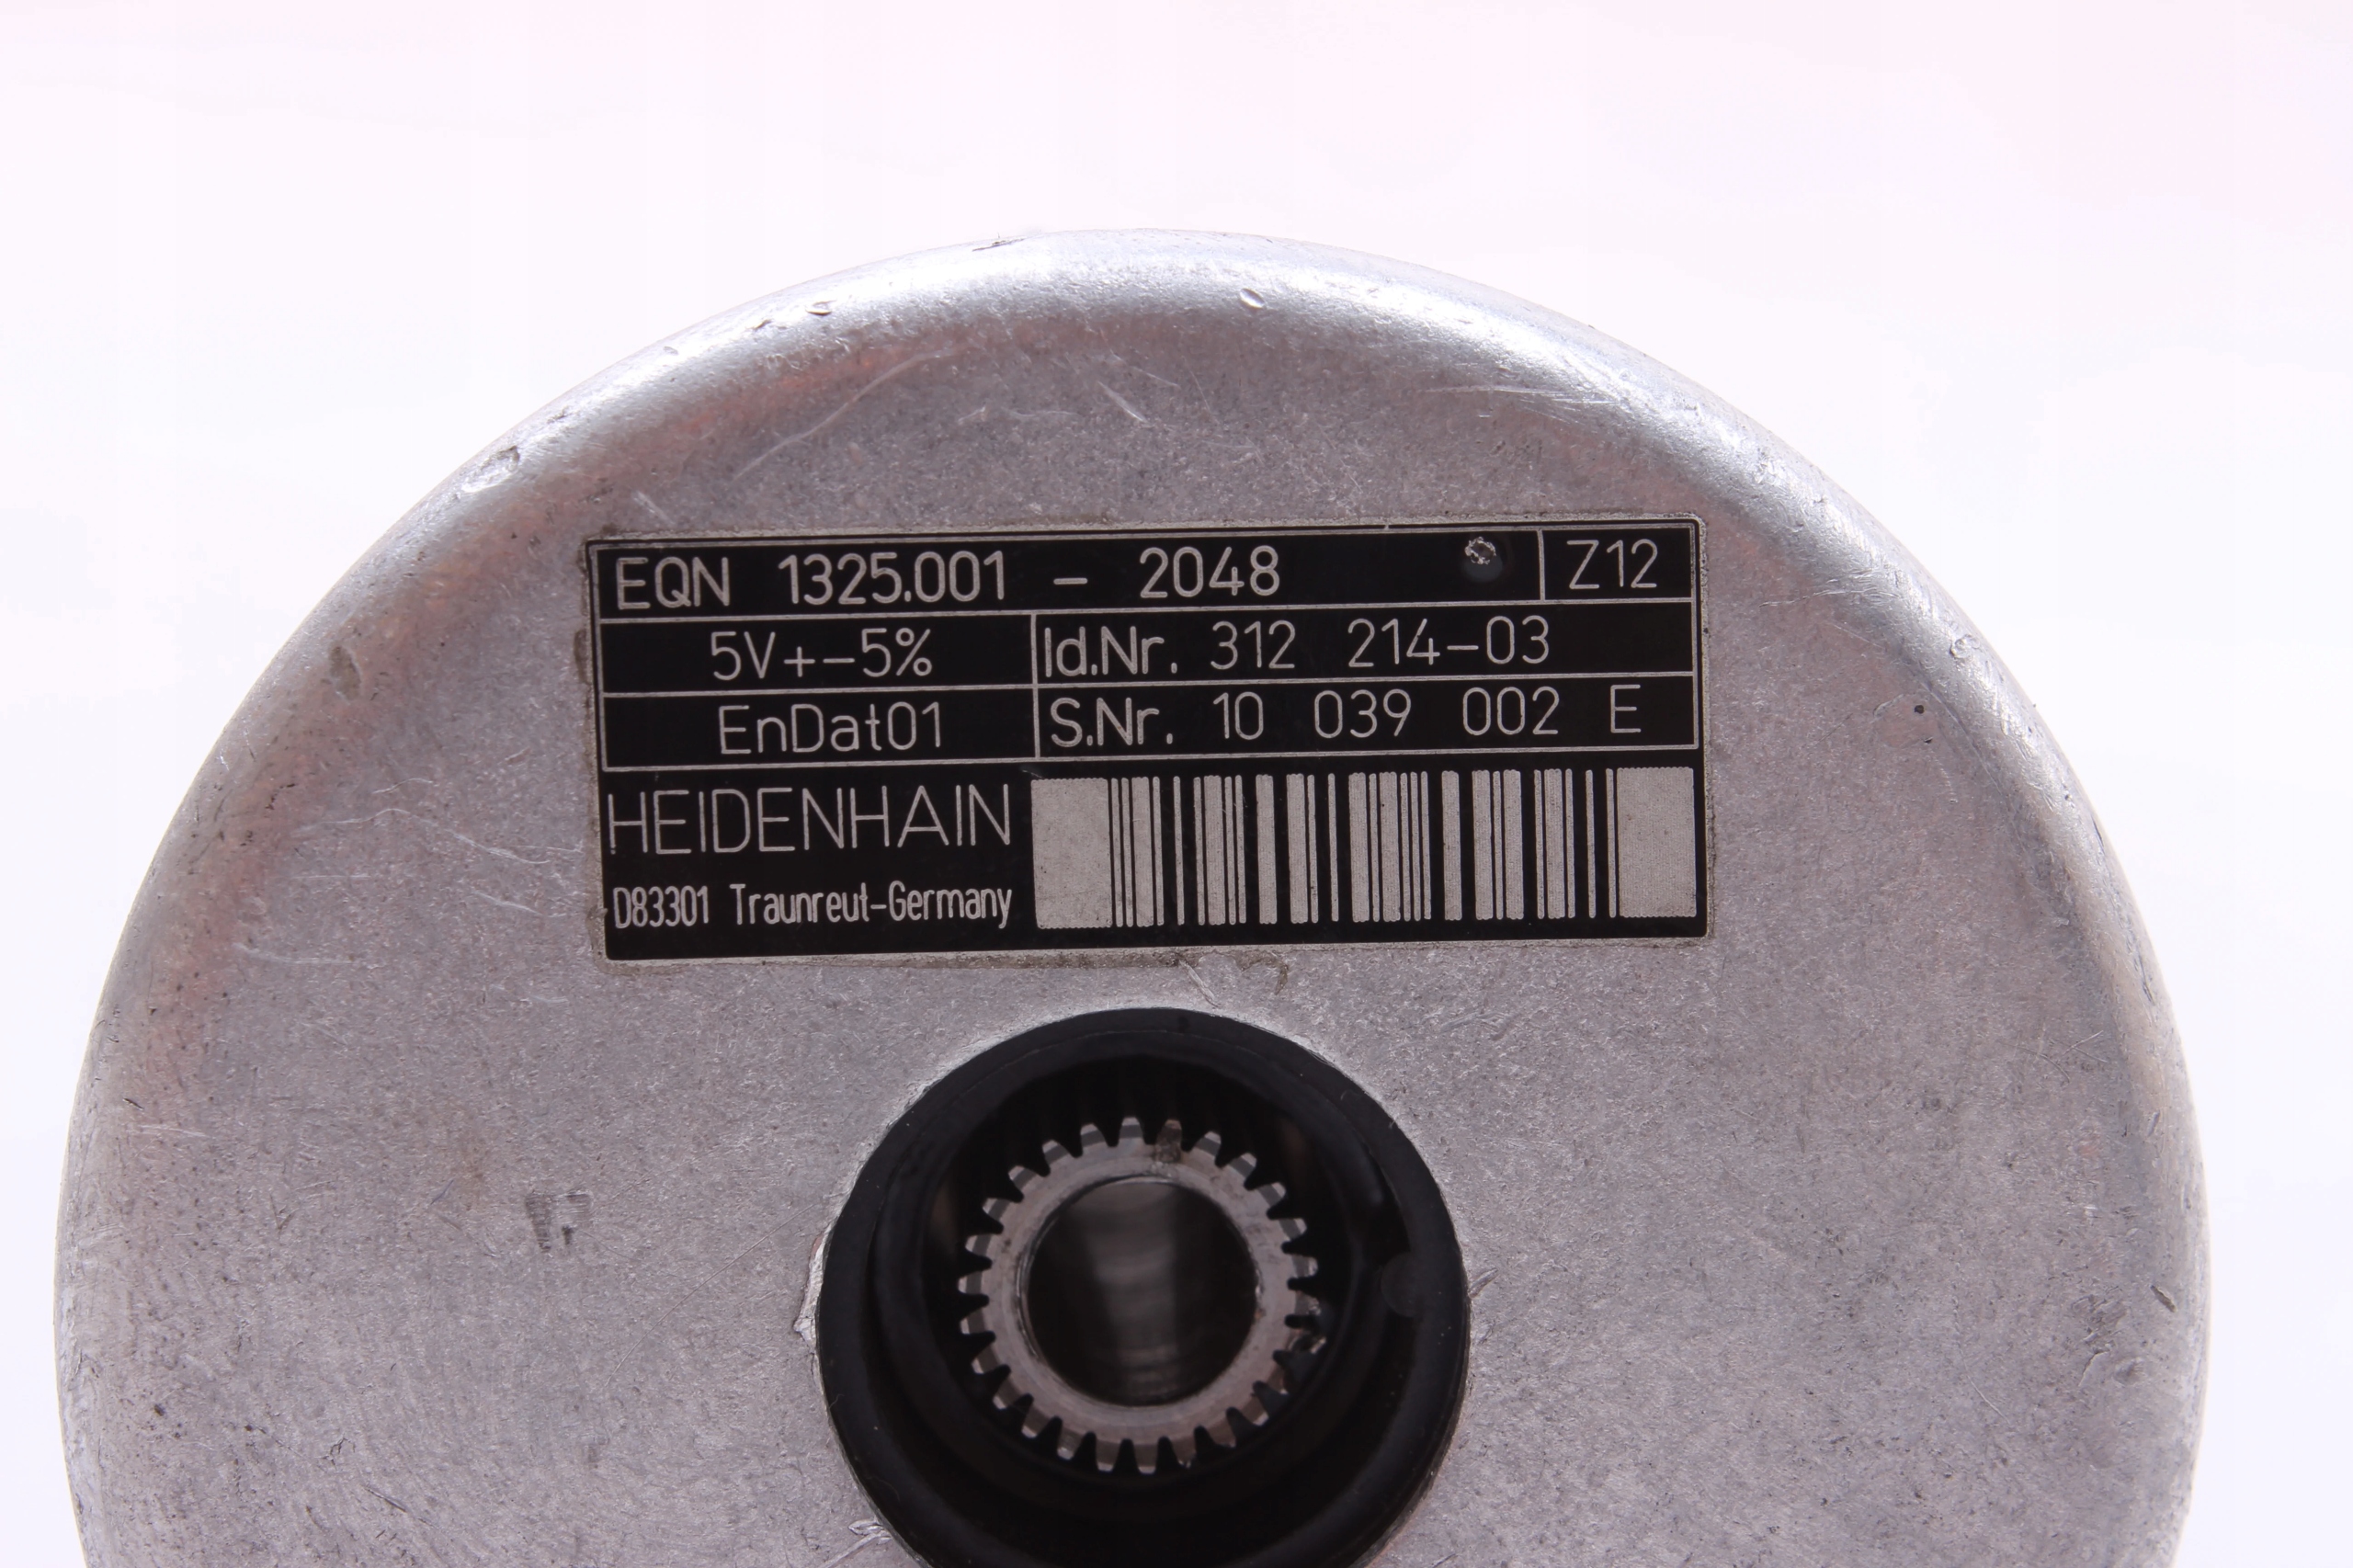 EQN 1325.001 - 2048 Z12
5V+-5% Id.Nr. 312 214-03
EnDat01 S.Nr. 10 039 002 E
HEIDENHAIN
D83301 Traunreut-Germany